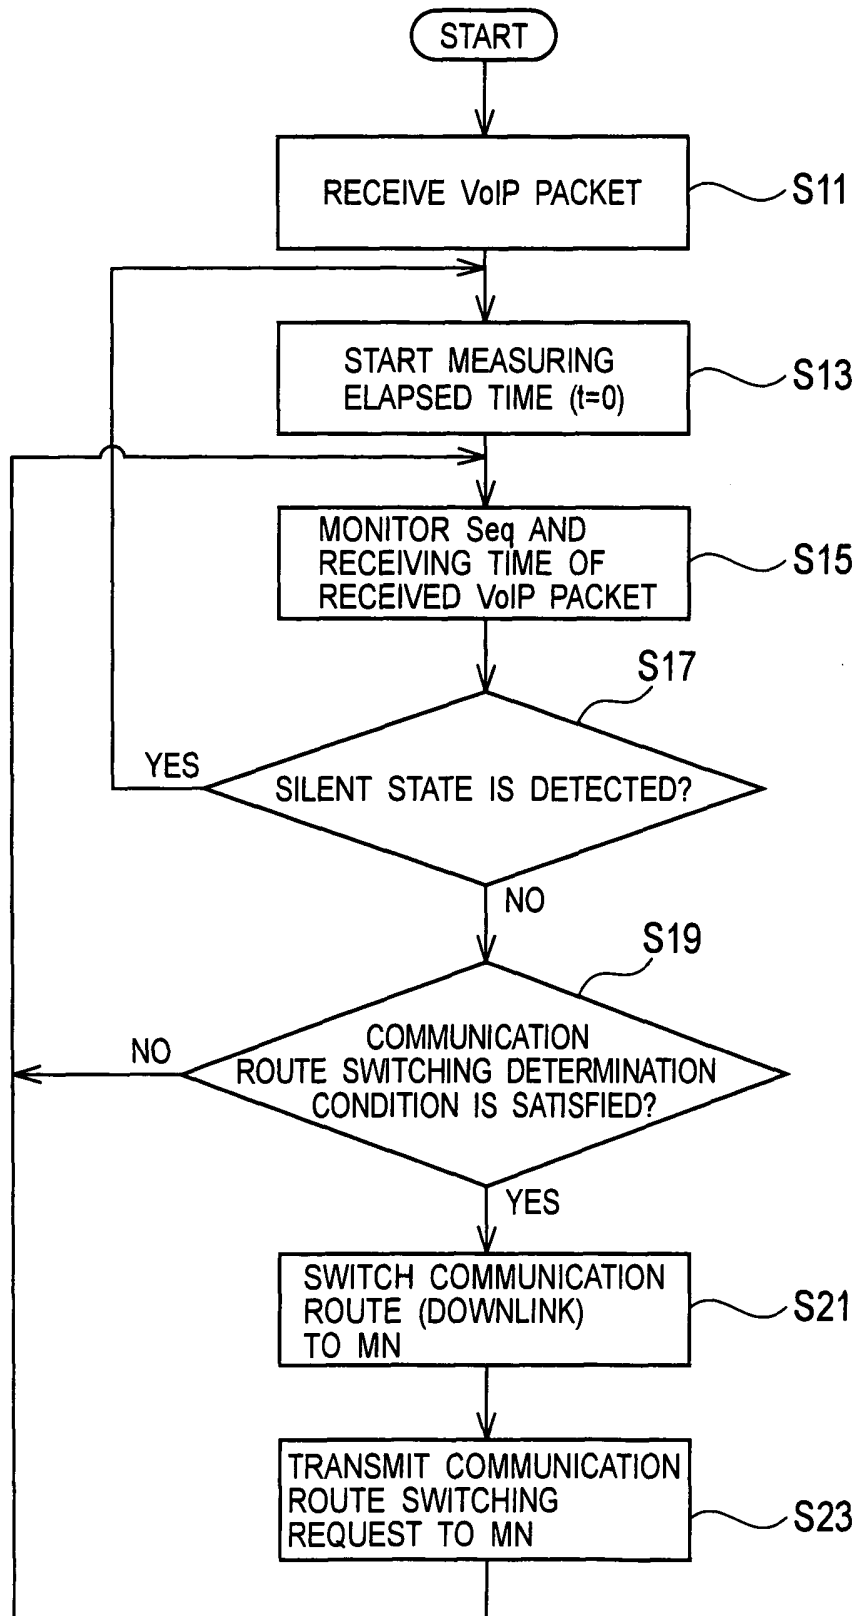 START
RECEIVE VoIP PACKET
S11
START MEASURING
ELAPSED TIME (t=0)
S13
MONITOR Seq AND
RECEIVING TIME OF
RECEIVED VoIP PACKET
S15
S17
YES
SILENT STATE IS DETECTED?
NO
S19
NO
COMMUNICATION
ROUTE SWITCHING DETERMINATION
CONDITION IS SATISFIED?
YES
SWITCH COMMUNICATION
ROUTE (DOWNLINK)
TO MN
S21
TRANSMIT COMMUNICATION
ROUTE SWITCHING
REQUEST TO MN
S23